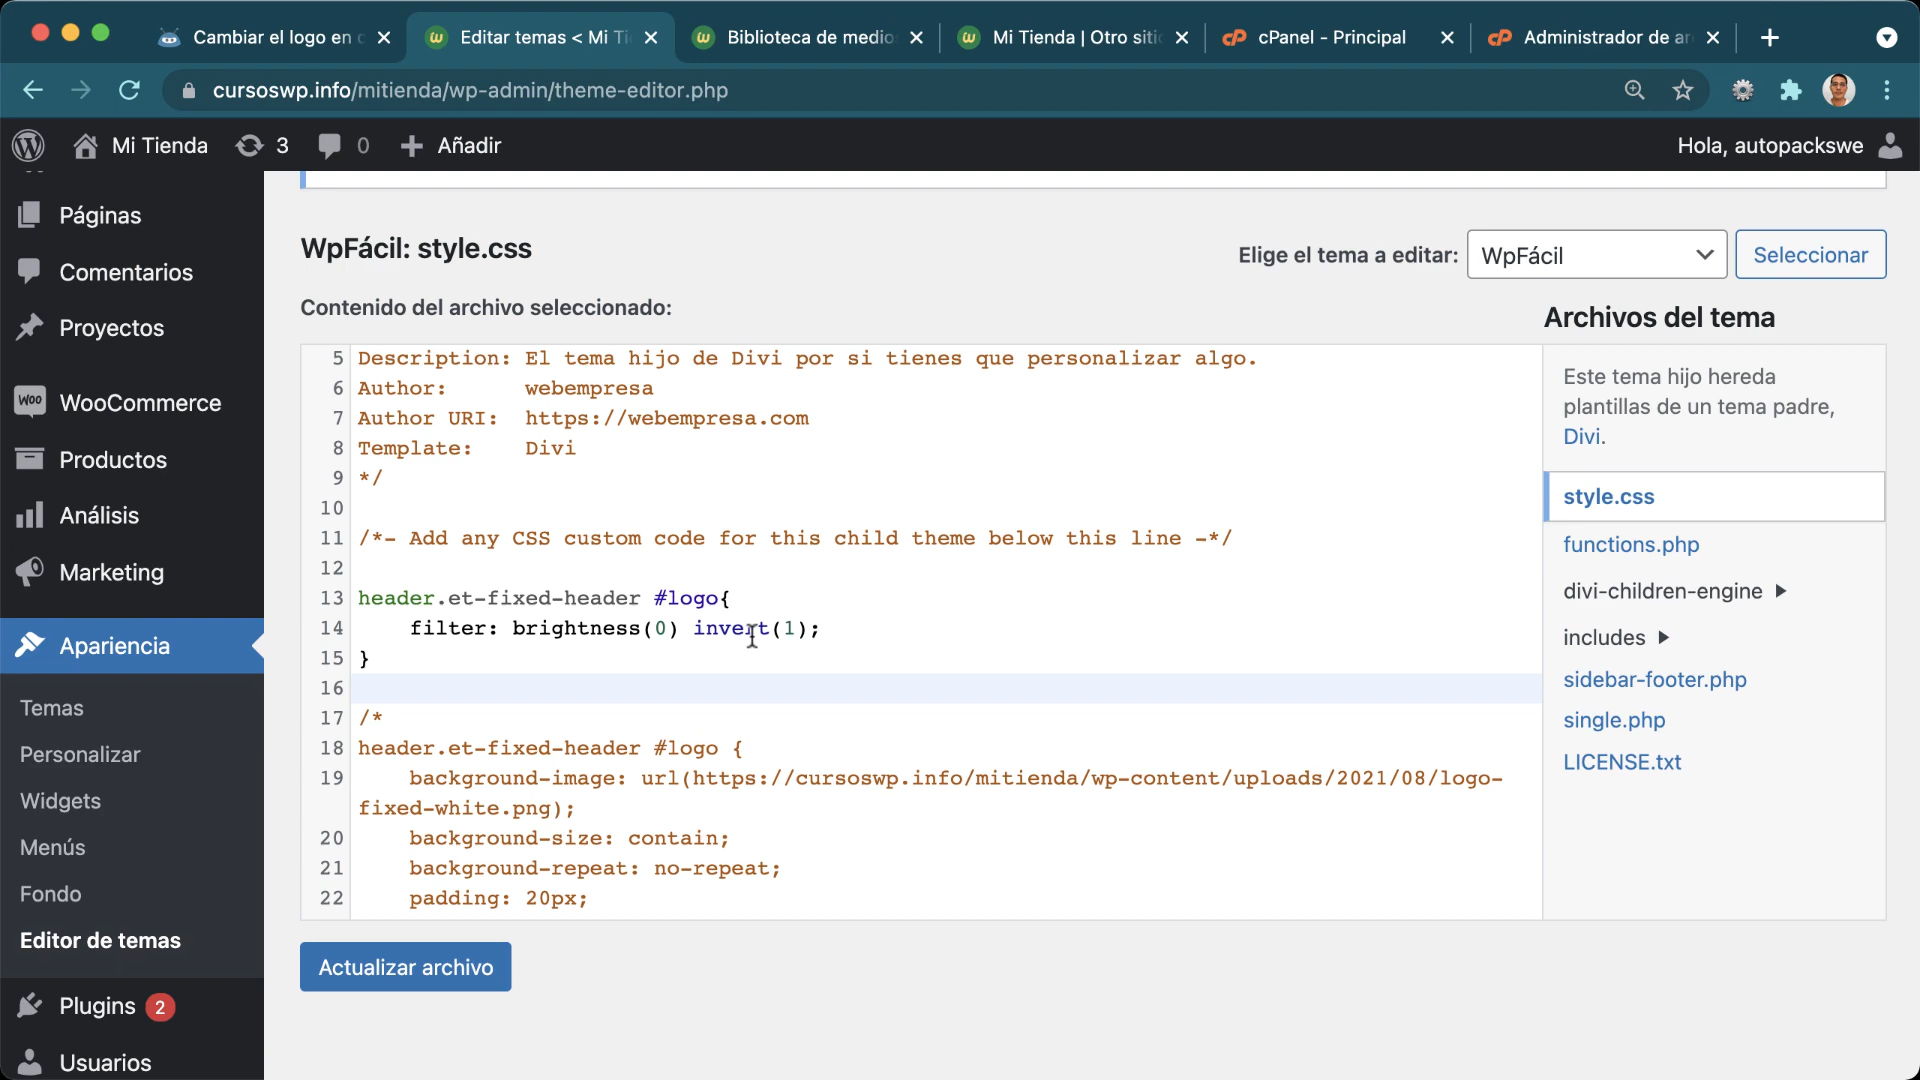 Cambiar el logo en
Editar temas < Mi Ti
Biblioteca de medio
Mi Tienda | Otro siti
cPanel - Principal
Administrador de ar
cursoswp.info/mitienda/wp-admin/theme-editor.php
Mi Tienda
3
0
Añadir
Hola, autopackswe
Páginas
Comentarios
Proyectos
WooCommerce
Productos
Análisis
Marketing
Apariencia
Temas
Personalizar
Widgets
Menús
Fondo
Editor de temas
Plugins 2
Usuarios
WpFácil: style.css
Elige el tema a editar: WpFácil Seleccionar
Contenido del archivo seleccionado:
5 Description: El tema hijo de Divi por si tienes que personalizar algo.
6 Author: webempresa
7 Author URI: https://webempresa.com
8 Template: Divi
9 */
10
11 /*- Add any CSS custom code for this child theme below this line -*/
12
13 header.et-fixed-header #logo{
14 filter: brightness(0) invert(1);
15 }
16
17 /*
18 header.et-fixed-header #logo {
19 background-image: url(https://cursoswp.info/mitienda/wp-content/uploads/2021/08/logo-
fixed-white.png);
20 background-size: contain;
21 background-repeat: no-repeat;
22 padding: 20px;
Actualizar archivo
Archivos del tema
Este tema hijo hereda
plantillas de un tema padre,
Divi.
style.css
functions.php
divi-children-engine
includes
sidebar-footer.php
single.php
LICENSE.txt